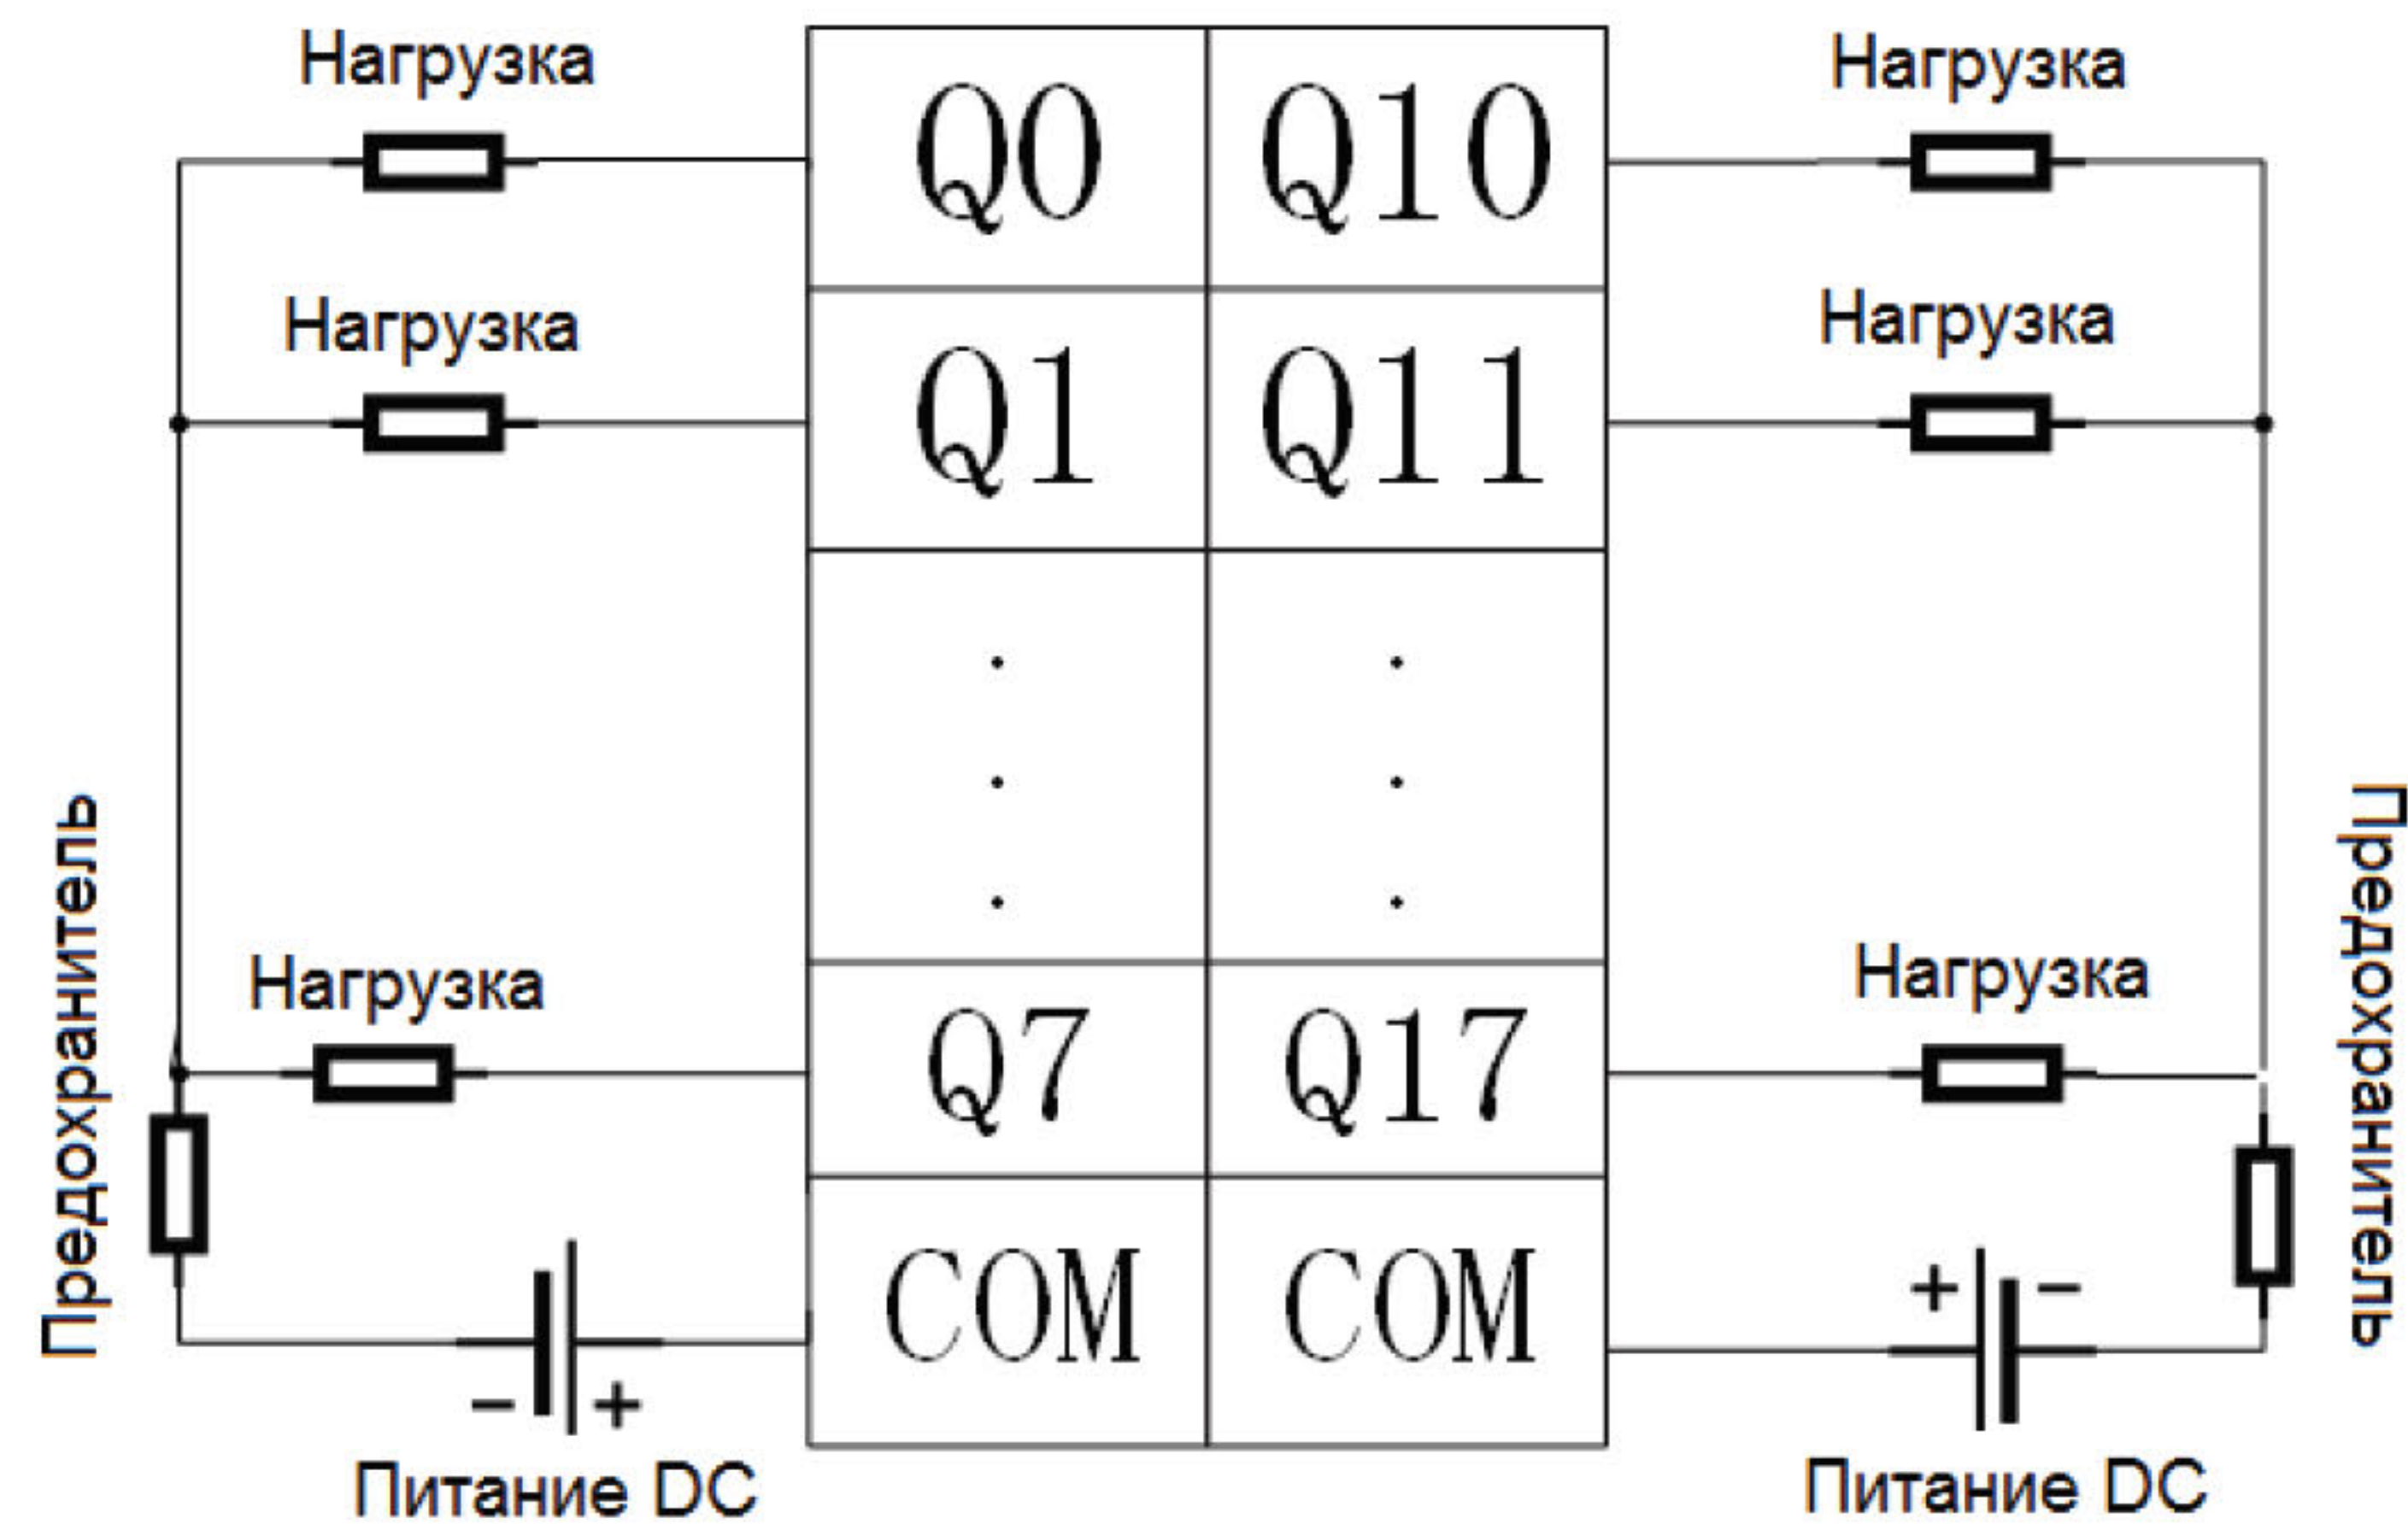 Нагрузка
Q0
Q10
Нагрузка
Нагрузка
Q1
Q11
Нагрузка
.
.
.
.
.
.
Предохранитель
Предохранитель
Нагрузка
Q7
Q17
Нагрузка
COM
COM
+ −
− +
Питание DC
Питание DC